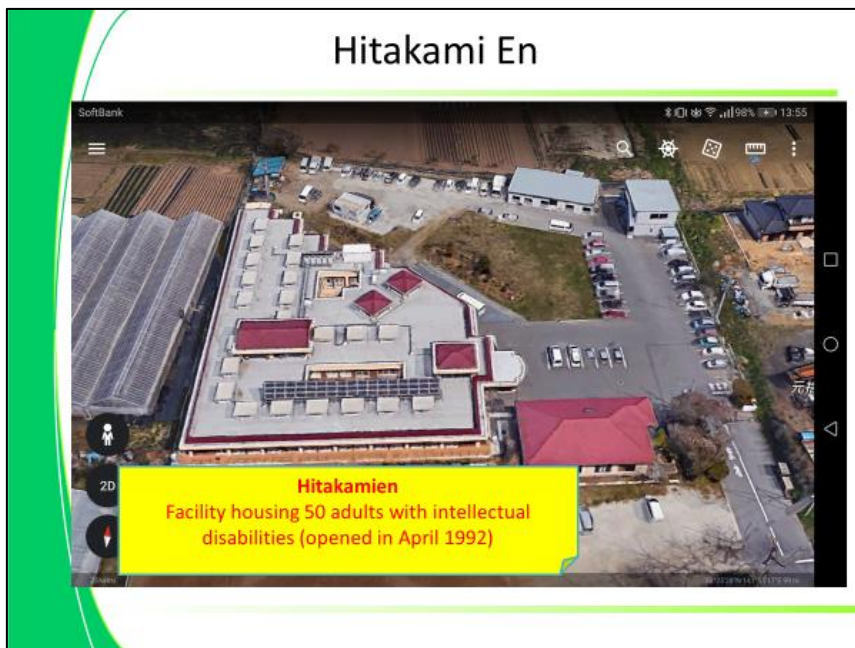 Hitakami En
SoftBank
98% 13:55
2D
Hitakamien
Facility housing 50 adults with intellectual
disabilities (opened in April 1992)